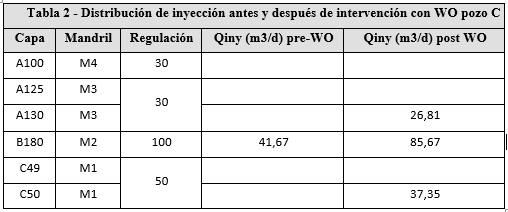 Tabla 2 - Distribución de inyección antes y después de intervención con WO pozo C
Capa Mandril Regulación Qiny (m3/d) pre-WO Qiny (m3/d) post WO
A100 M4 30
A125 M3 30
A130 M3 26,81
B180 M2 100 41,67 85,67
C49 M1 50
C50 M1 37,35